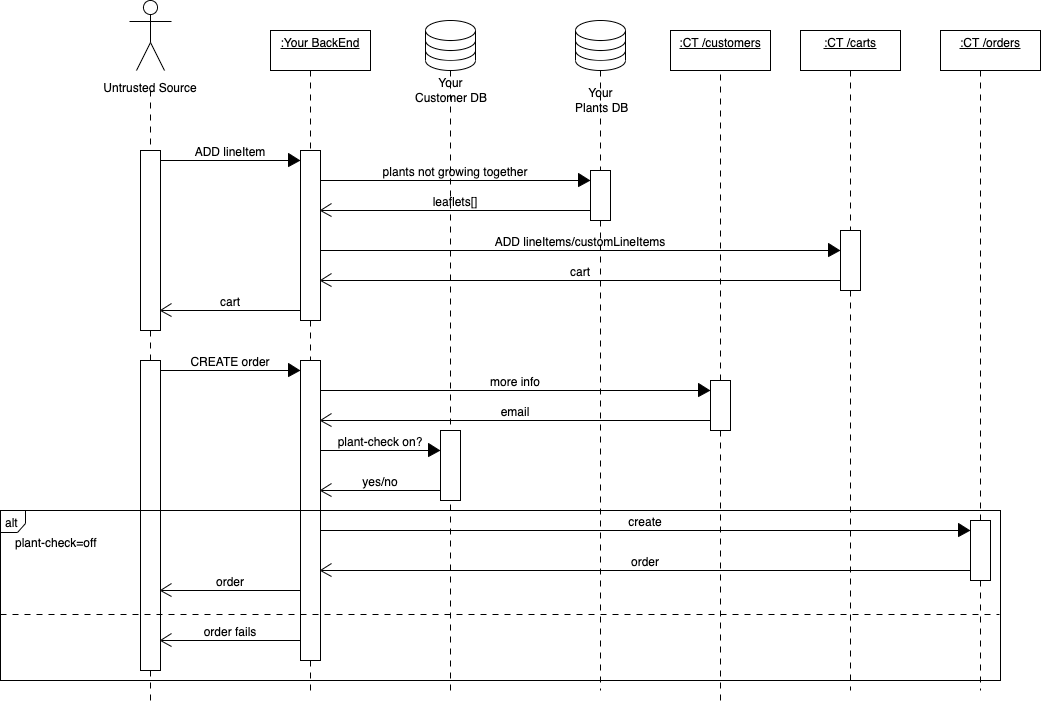 Untrusted Source
:Your BackEnd
Your
Customer DB
Your
Plants DB
:CT /customers
:CT /carts
:CT /orders
ADD lineItem
plants not growing together
leaflets[]
ADD lineItems/customLineItems
cart
cart
CREATE order
more info
email
plant-check on?
yes/no
alt
plant-check=off
create
order
order
order fails